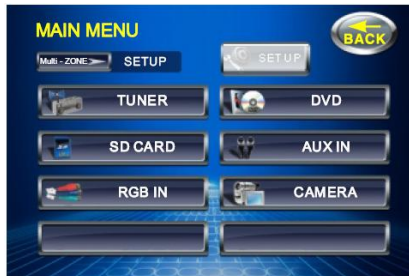 MAIN MENU
BACK
Multi - ZONE SETUP
SETUP
TUNER
DVD
SD CARD
AUX IN
RGB IN
CAMERA